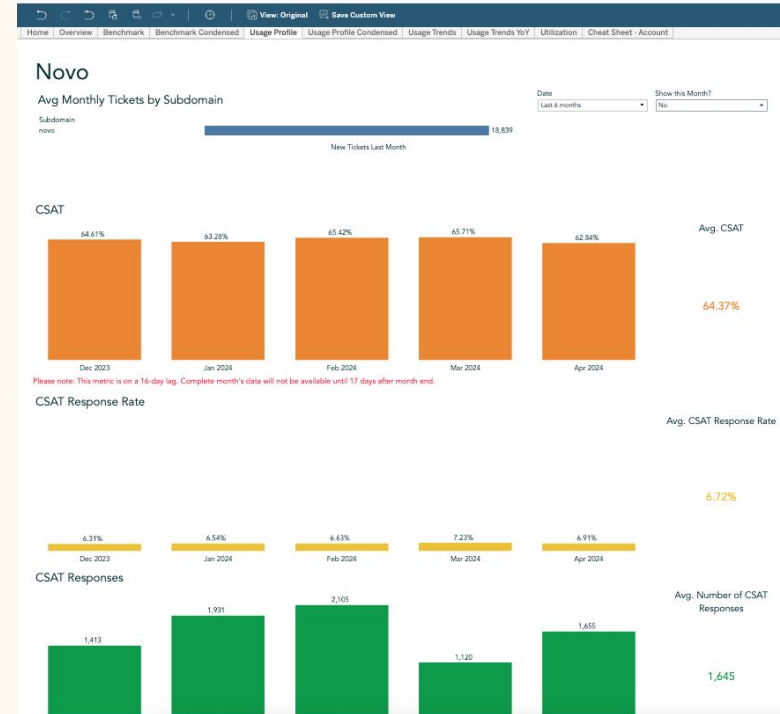 View: Original Save Custom View
Home Overview Benchmark Benchmark Condensed Usage Profile Usage Profile Condensed Usage Trends Usage Trends YoY Utilization Cheat Sheet - Account
Novo
Avg Monthly Tickets by Subdomain
Date
Show this Month?
Last 6 months
No
Subdomain
novo
18,839
New Tickets Last Month
CSAT
64.61%
63.28%
65.42%
65.71%
62.84%
Avg. CSAT
64.37%
Dec 2023
Jan 2024
Feb 2024
Mar 2024
Apr 2024
Please note: This metric is on a 16-day lag. Complete month's data will not be available until 17 days after month end.
CSAT Response Rate
Avg. CSAT Response Rate
6.72%
6.31%
6.54%
6.63%
7.23%
6.91%
Dec 2023
Jan 2024
Feb 2024
Mar 2024
Apr 2024
CSAT Responses
Avg. Number of CSAT
Responses
1,413
1,931
2,105
1,120
1,655
1,645